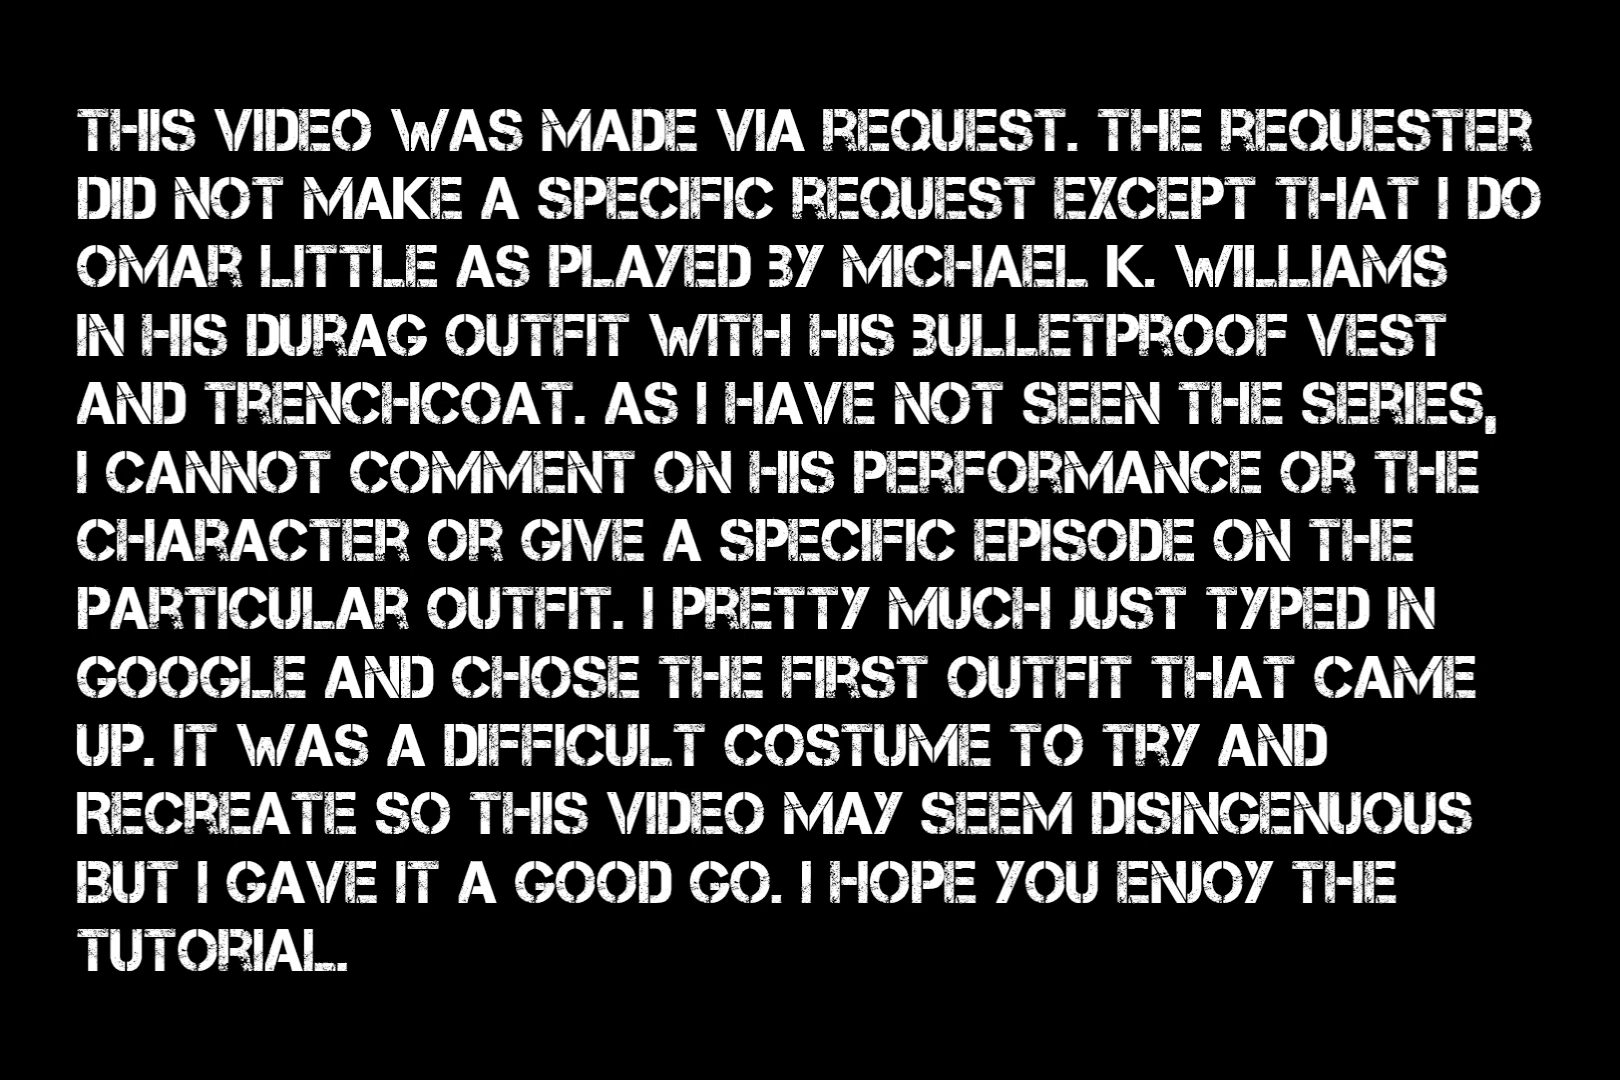 THIS VIDEO WAS MADE VIA REQUEST. THE REQUESTER
DID NOT MAKE A SPECIFIC REQUEST EXCEPT THAT I DO
OMAR LITTLE AS PLAYED BY MICHAEL K. WILLIAMS
IN HIS DURAG OUTFIT WITH HIS BULLETPROOF VEST
AND TRENCHCOAT. AS I HAVE NOT SEEN THE SERIES,
I CANNOT COMMENT ON HIS PERFORMANCE OR THE
CHARACTER OR GIVE A SPECIFIC EPISODE ON THE
PARTICULAR OUTFIT. I PRETTY MUCH JUST TYPED IN
GOOGLE AND CHOSE THE FIRST OUTFIT THAT CAME
UP. IT WAS A DIFFICULT COSTUME TO TRY AND
RECREATE SO THIS VIDEO MAY SEEM DISINGENUOUS
BUT I GAVE IT A GOOD GO. I HOPE YOU ENJOY THE
TUTORIAL.